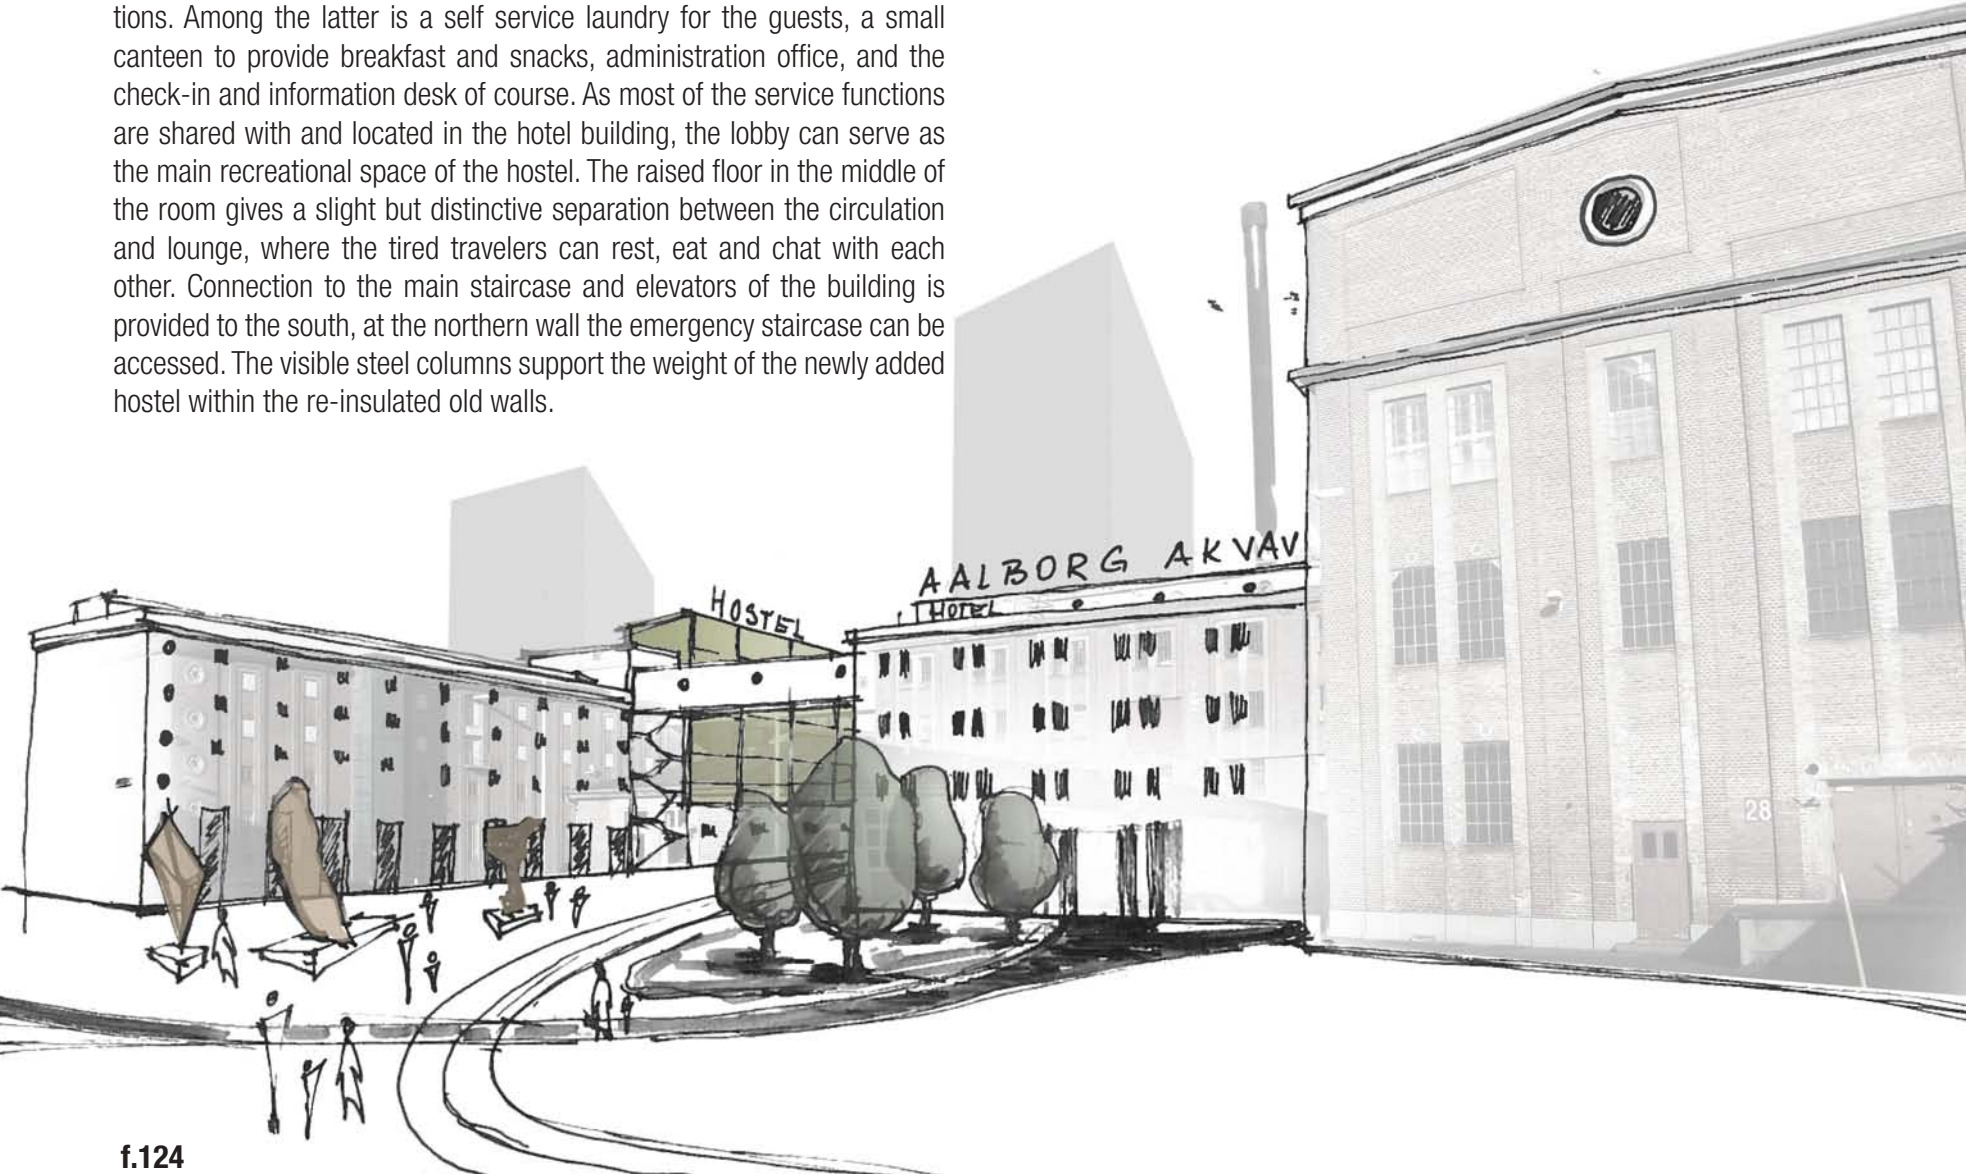 tions. Among the latter is a self service laundry for the guests, a small
canteen to provide breakfast and snacks, administration office, and the
check-in and information desk of course. As most of the service functions
are shared with and located in the hotel building, the lobby can serve as
the main recreational space of the hostel. The raised floor in the middle of
the room gives a slight but distinctive separation between the circulation
and lounge, where the tired travelers can rest, eat and chat with each
other. Connection to the main staircase and elevators of the building is
provided to the south, at the northern wall the emergency staircase can be
accessed. The visible steel columns support the weight of the newly added
hostel within the re-insulated old walls.
AALBORG AKVAV
HOSTEL
HOTEL
28
f.124